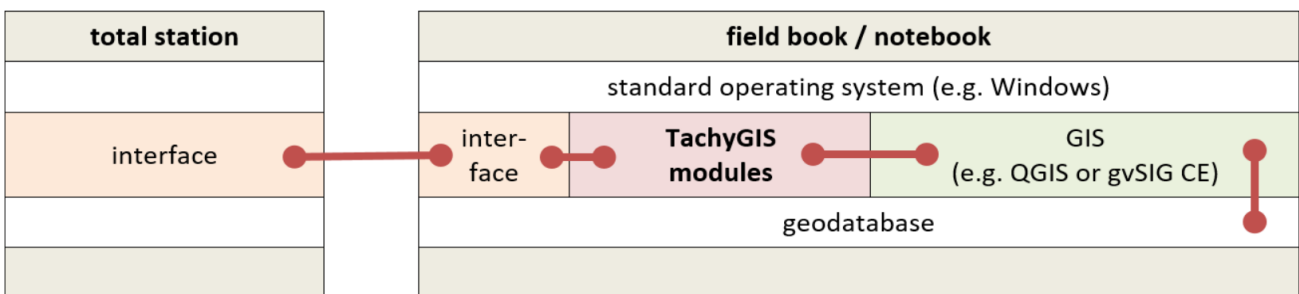 total station
field book / notebook
standard operating system (e.g. Windows)
interface
inter-
face
TachyGIS
modules
GIS
(e.g. QGIS or gvSIG CE)
geodatabase